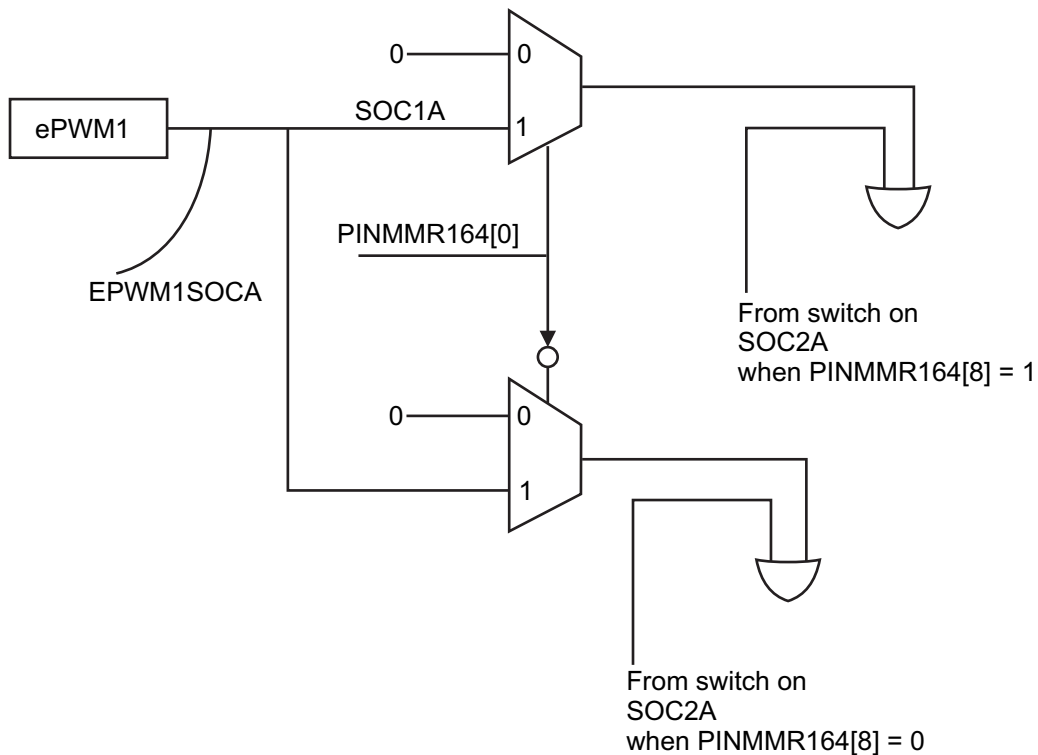 0
0
ePWM1
SOC1A
1
PINMMR164[0]
EPWM1SOCA
From switch on
SOC2A
when PINMMR164[8] = 1
0
0
1
From switch on
SOC2A
when PINMMR164[8] = 0